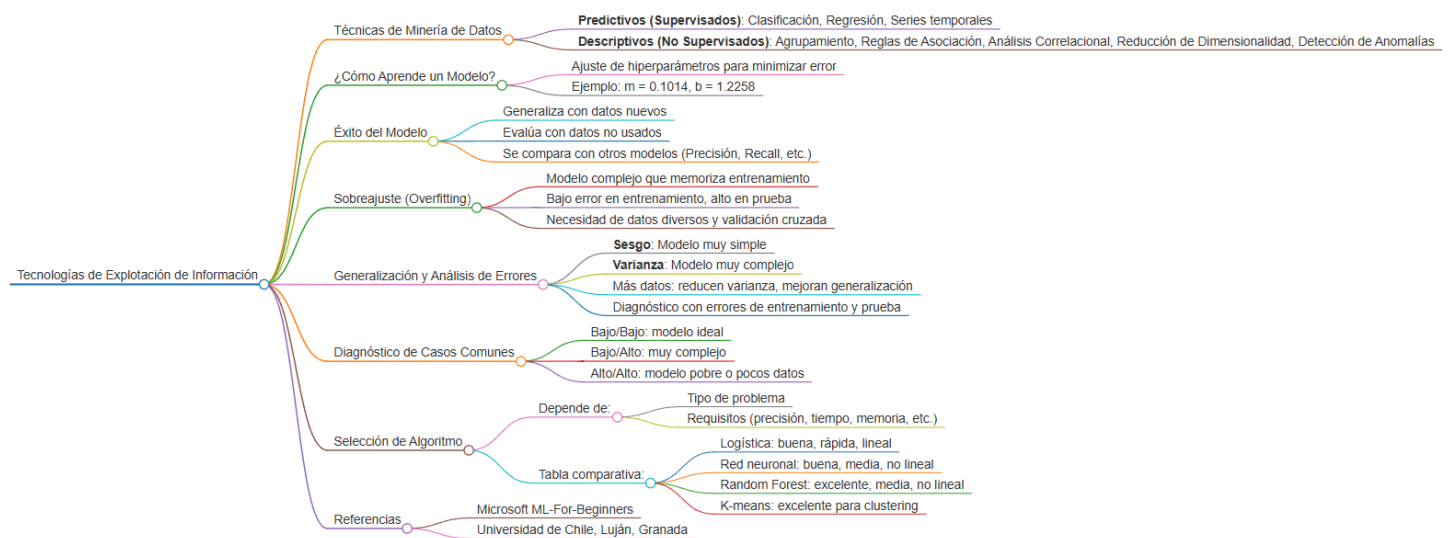 Tecnologías de Explotación de Información
Técnicas de Minería de Datos
Predictivos (Supervisados): Clasificación, Regresión, Series temporales
Descriptivos (No Supervisados): Agrupamiento, Reglas de Asociación, Análisis Correlacional, Reducción de Dimensionalidad, Detección de Anomalías
¿Cómo Aprende un Modelo?
Ajuste de hiperparámetros para minimizar error
Ejemplo: m = 0.1014, b = 1.2258
Éxito del Modelo
Generaliza con datos nuevos
Evalúa con datos no usados
Se compara con otros modelos (Precisión, Recall, etc.)
Sobreajuste (Overfitting)
Modelo complejo que memoriza entrenamiento
Bajo error en entrenamiento, alto en prueba
Necesidad de datos diversos y validación cruzada
Generalización y Análisis de Errores
Sesgo: Modelo muy simple
Varianza: Modelo muy complejo
Más datos: reducen varianza, mejoran generalización
Diagnóstico con errores de entrenamiento y prueba
Diagnóstico de Casos Comunes
Bajo/Bajo: modelo ideal
Bajo/Alto: muy complejo
Alto/Alto: modelo pobre o pocos datos
Selección de Algoritmo
Depende de:
Tipo de problema
Requisitos (precisión, tiempo, memoria, etc.)
Tabla comparativa:
Logística: buena, rápida, lineal
Red neuronal: buena, media, no lineal
Random Forest: excelente, media, no lineal
K-means: excelente para clustering
Referencias
Microsoft ML-For-Beginners
Universidad de Chile, Luján, Granada